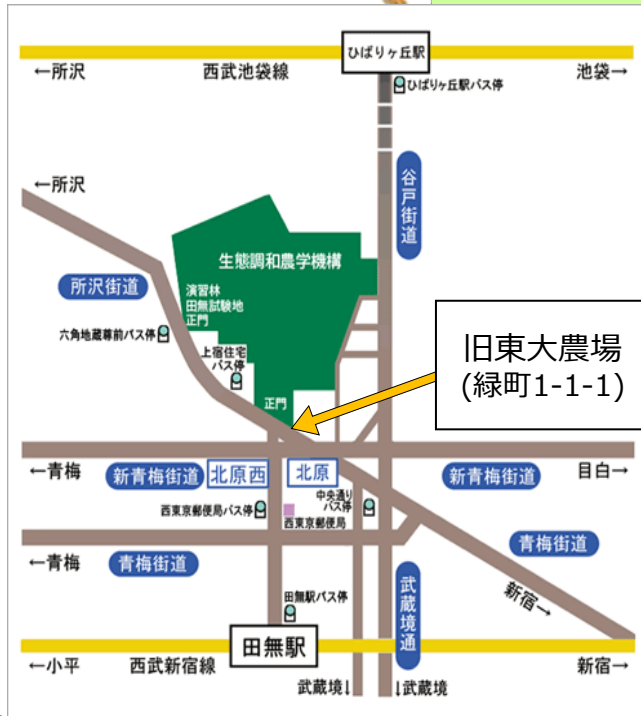 ひばりヶ丘駅
←所沢
西武池袋線
池袋→
ひばりヶ丘駅バス停
←所沢
谷戸街道
生態調和農学機構
所沢街道
演習林
田無試験地
正門
六角地蔵尊前バス停
上宿住宅
バス停
旧東大農場
(緑町1-1-1)
正門
←青梅
新青梅街道
北原西
北原
新青梅街道
目白→
中央通り
バス停
西東京郵便局バス停
西東京郵便局
←青梅
青梅街道
青梅街道
新宿→
田無駅バス停
武蔵境通
田無駅
←小平
西武新宿線
新宿→
武蔵境↓
↓武蔵境